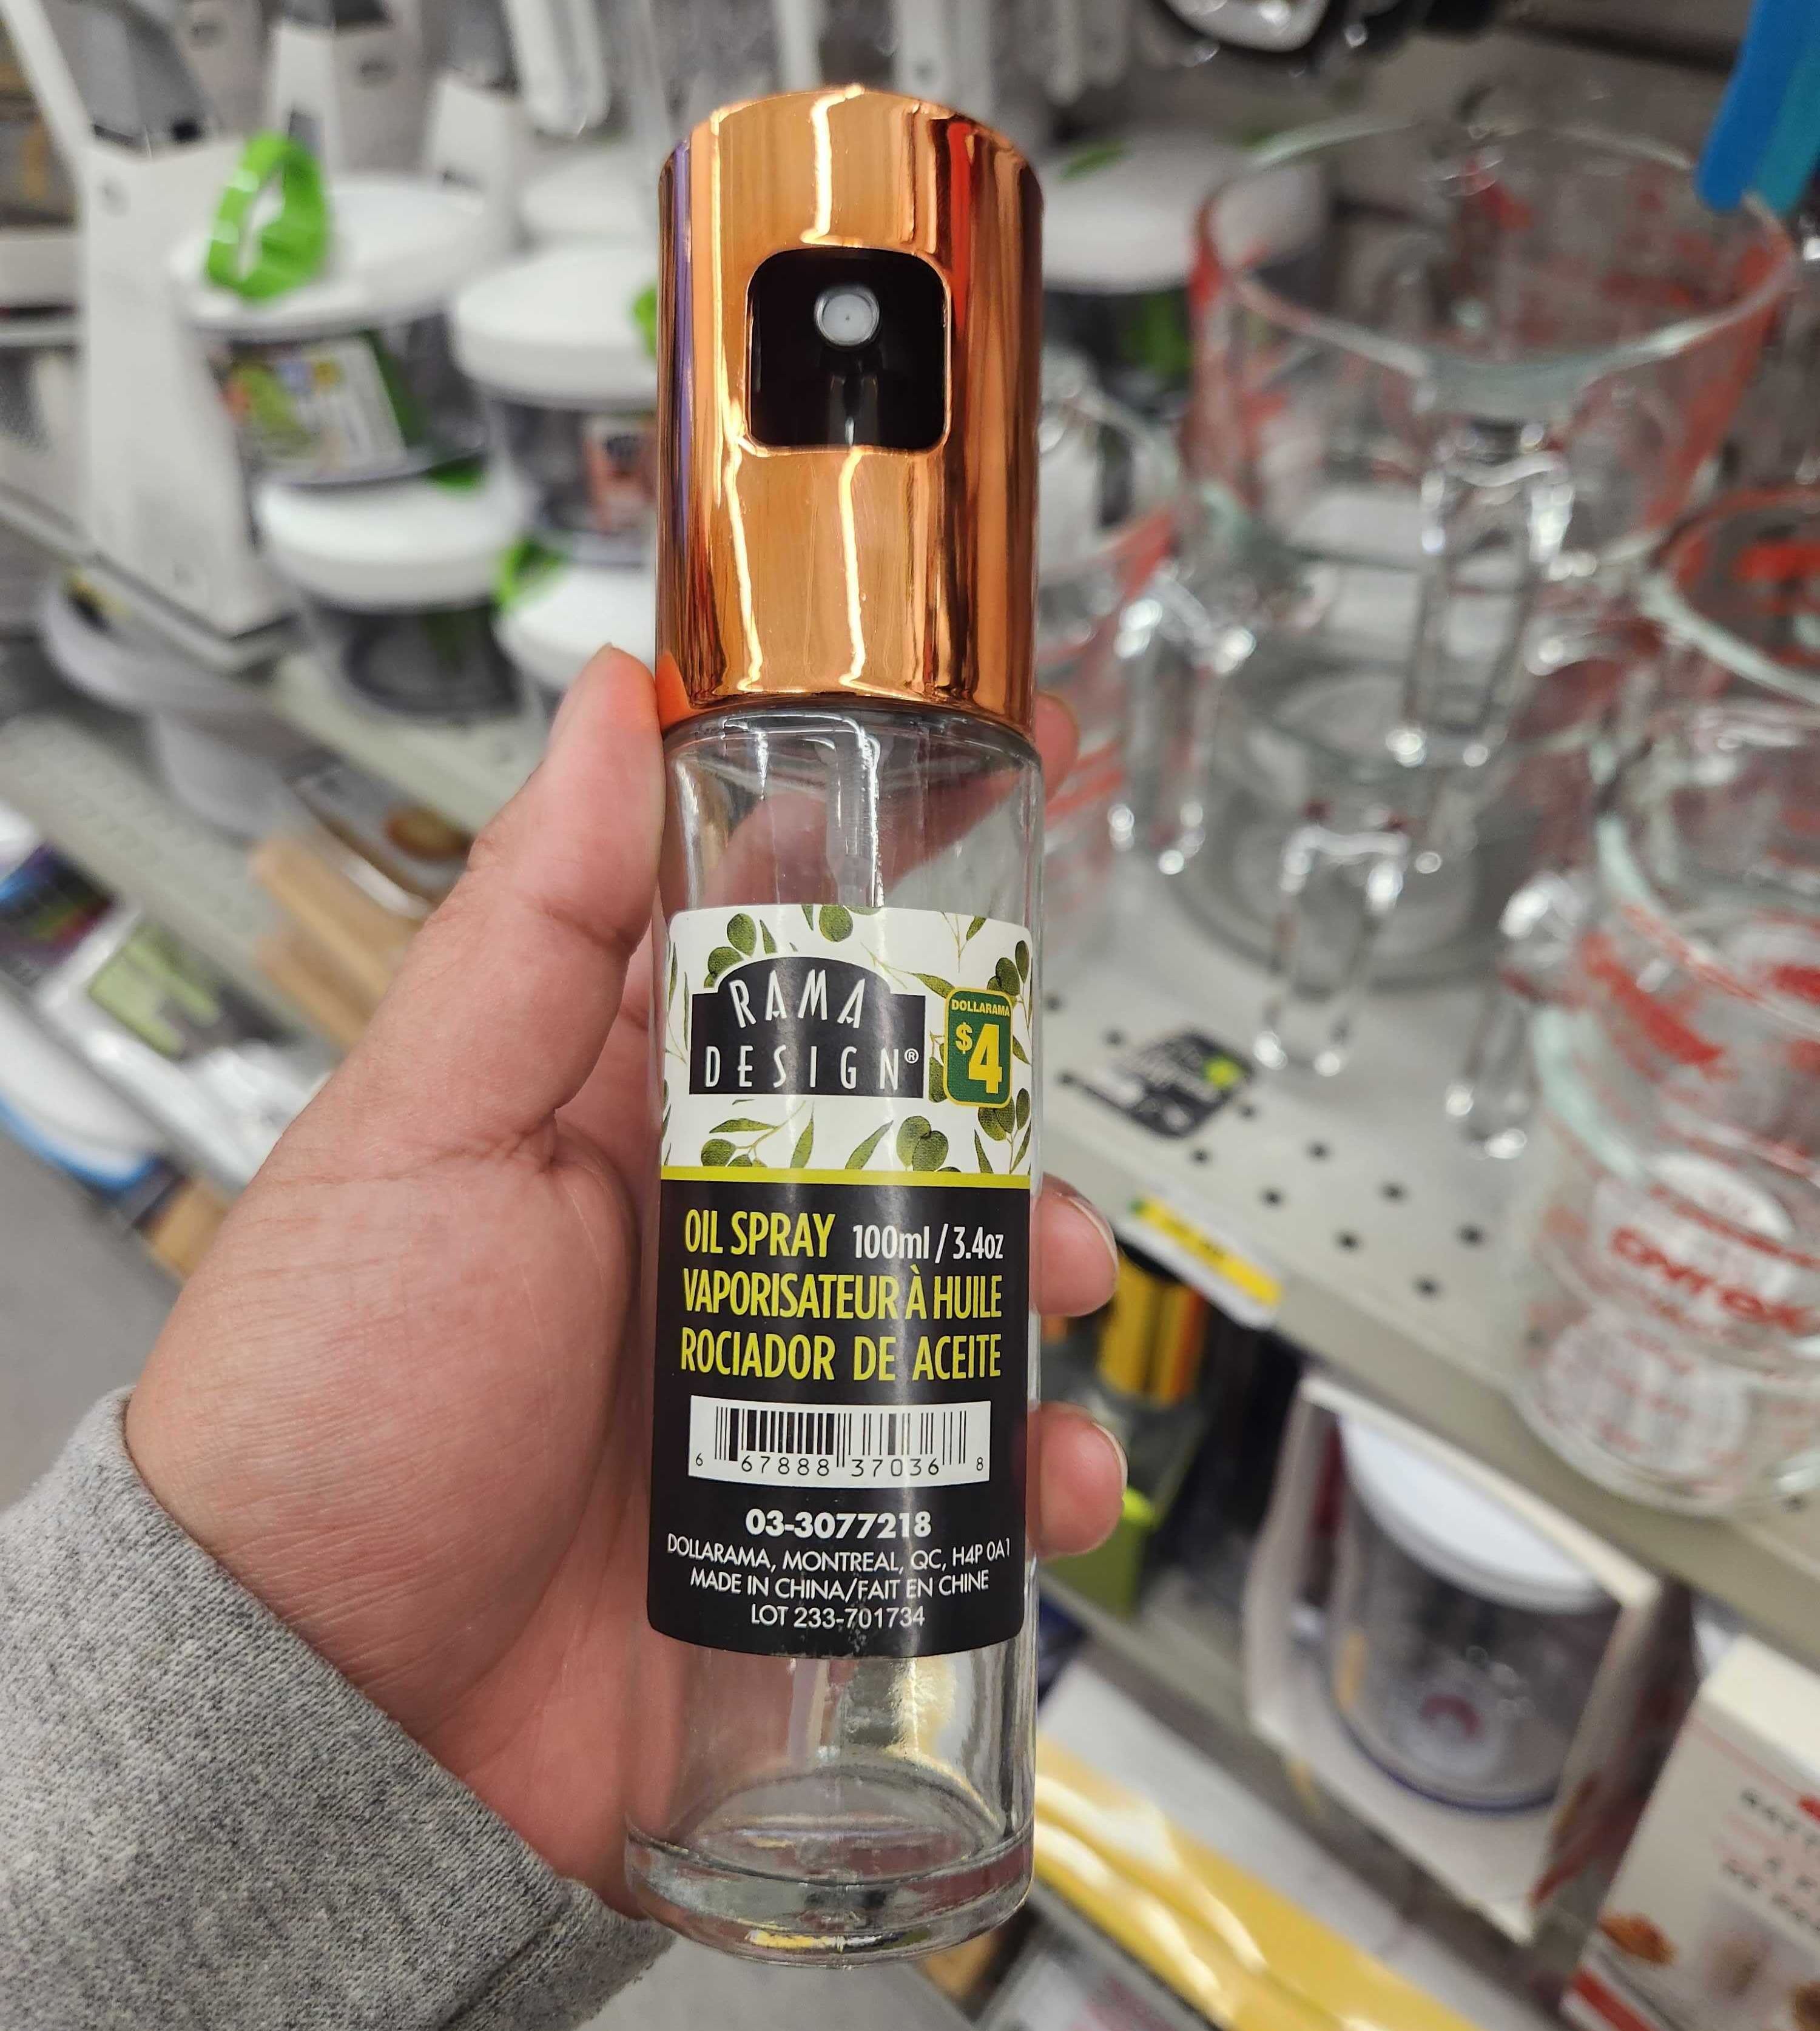 RAMA
DESIGN®
DOLLARAMA
$4
OIL SPRAY 100ml / 3.4oz
VAPORISATEUR À HUILE
ROCIADOR DE ACEITE
6 67888 37036 8
03-3077218
DOLLARAMA, MONTREAL, QC, H4P 0A1
MADE IN CHINA/FAIT EN CHINE
LOT 233-701734